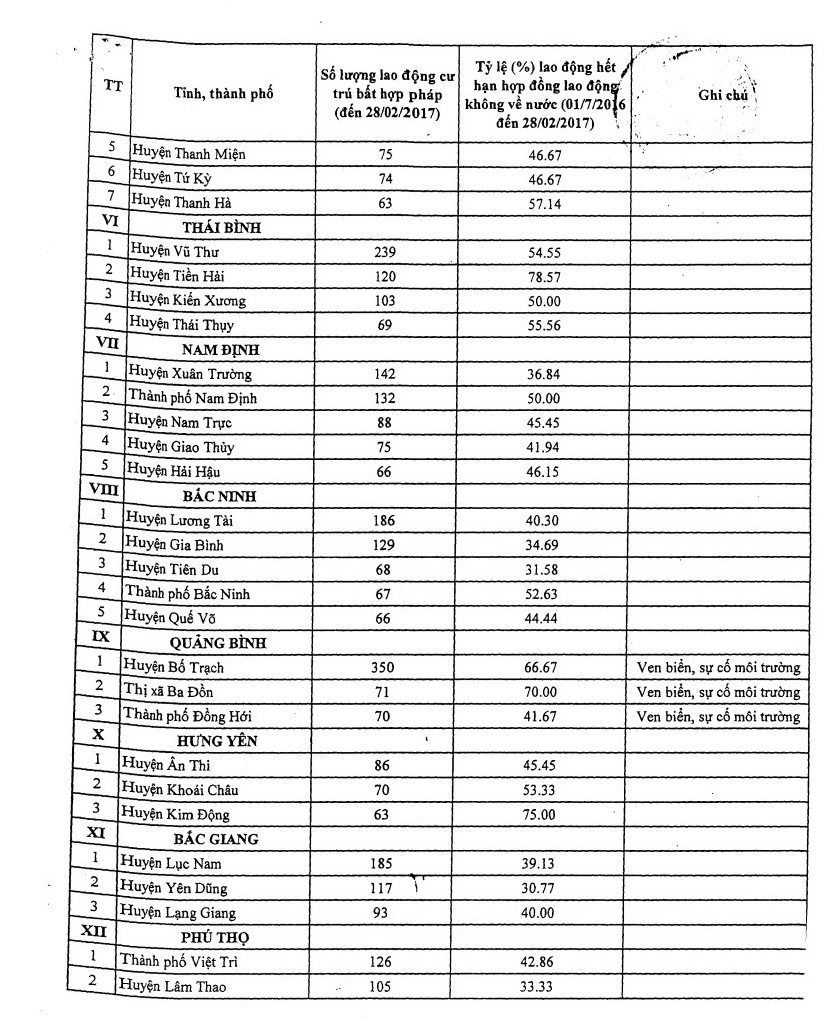 TT Tỉnh, thành phố Số lượng lao động cư trú bất hợp pháp (đến 28/02/2017) Tỷ lệ (%) lao động hết hạn hợp đồng lao động không về nước (01/7/2016 đến 28/02/2017) Ghi chú
5 Huyện Thanh Miện 75 46.67
6 Huyện Tứ Kỳ 74 46.67
7 Huyện Thanh Hà 63 57.14
VI THÁI BÌNH
1 Huyện Vũ Thư 239 54.55
2 Huyện Tiền Hải 120 78.57
3 Huyện Kiến Xương 103 50.00
4 Huyện Thái Thụy 69 55.56
VII NAM ĐỊNH
1 Huyện Xuân Trường 142 36.84
2 Thành phố Nam Định 132 50.00
3 Huyện Nam Trực 88 45.45
4 Huyện Giao Thủy 75 41.94
5 Huyện Hải Hậu 66 46.15
VIII BẮC NINH
1 Huyện Lương Tài 186 40.30
2 Huyện Gia Bình 129 34.69
3 Huyện Tiên Du 68 31.58
4 Thành phố Bắc Ninh 67 52.63
5 Huyện Quế Võ 66 44.44
IX QUẢNG BÌNH
1 Huyện Bố Trạch 350 66.67 Ven biển, sự cố môi trường
2 Thị xã Ba Đồn 71 70.00 Ven biển, sự cố môi trường
3 Thành phố Đồng Hới 70 41.67 Ven biển, sự cố môi trường
X HƯNG YÊN
1 Huyện Ân Thi 86 45.45
2 Huyện Khoái Châu 70 53.33
3 Huyện Kim Động 63 75.00
XI BẮC GIANG
1 Huyện Lục Nam 185 39.13
2 Huyện Yên Dũng 117 30.77
3 Huyện Lạng Giang 93 40.00
XII PHÚ THỌ
1 Thành phố Việt Trì 126 42.86
2 Huyện Lâm Thao 105 33.33